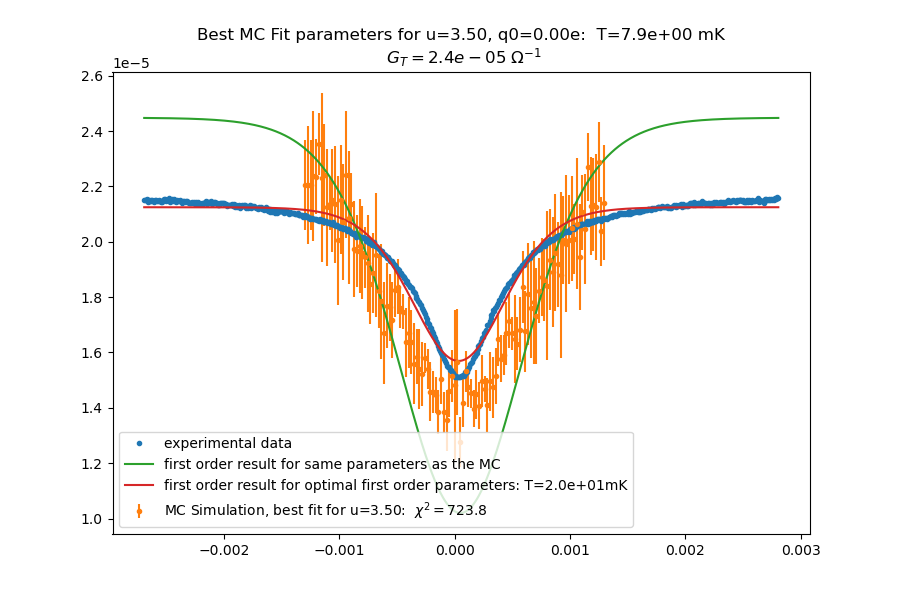 Best MC Fit parameters for u=3.50, q0=0.00e:  T=7.9e+00 mK
G_T = 2.4e − 05 Ω⁻¹
1e−5
2.6
2.4
2.2
2.0
1.8
1.6
1.4
1.2
1.0
experimental data
first order result for same parameters as the MC
first order result for optimal first order parameters: T=2.0e+01mK
MC Simulation, best fit for u=3.50:  χ² = 723.8
−0.002 −0.001 0.000 0.001 0.002 0.003